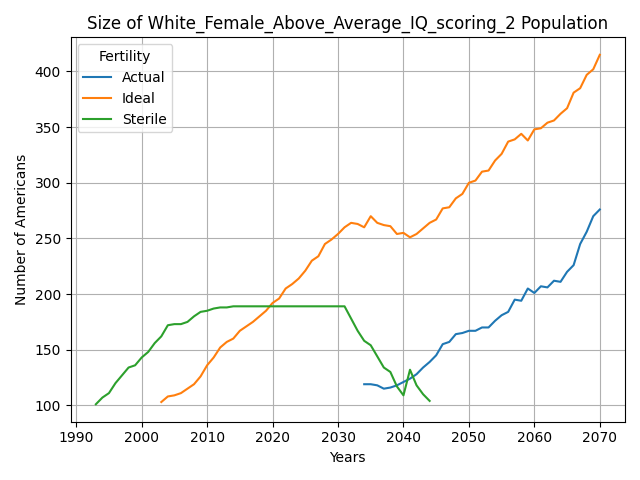 Size of White_Female_Above_Average_IQ_scoring_2 Population
Fertility
Actual
Ideal
Sterile
Number of Americans
400
350
300
250
200
150
100
1990 2000 2010 2020 2030 2040 2050 2060 2070
Years